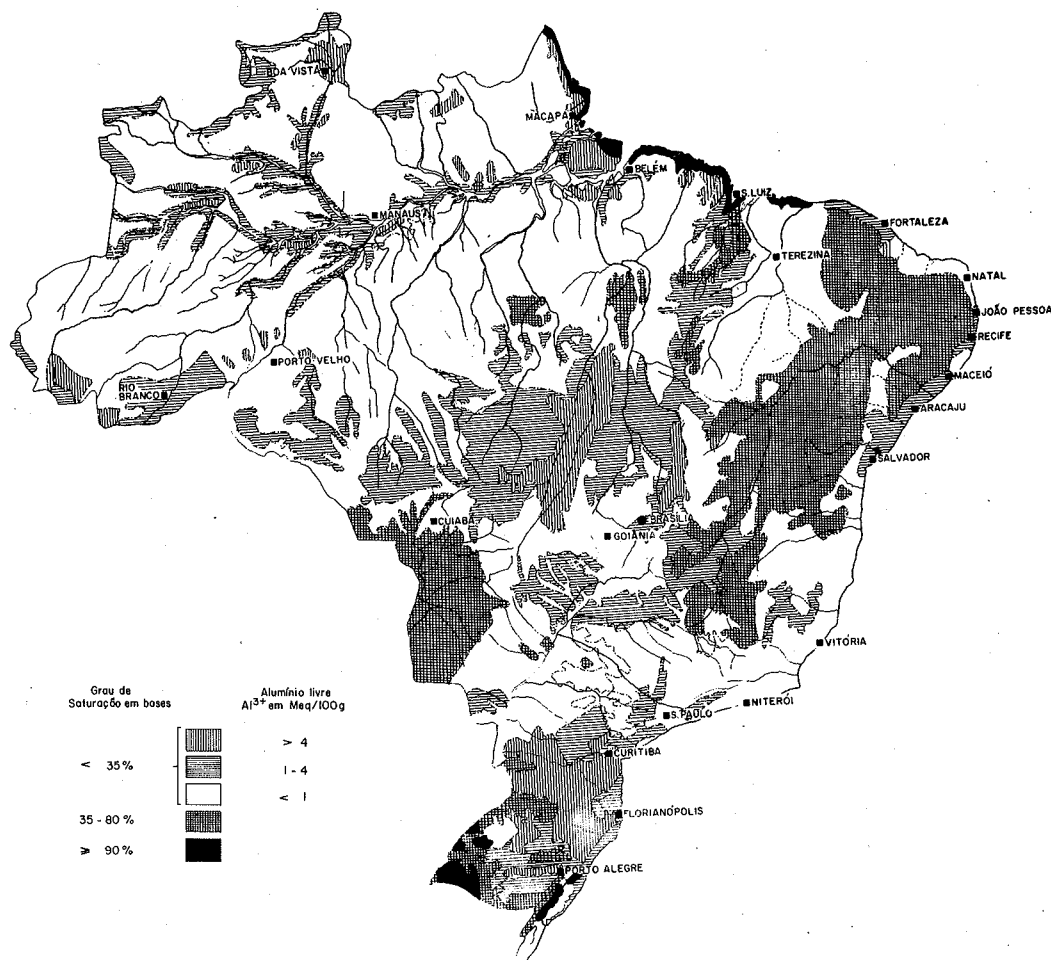 BOA VISTA
MACAPÁ
BELÉM
S. LUIZ
MANAUS
FORTALEZA
TEREZINA
NATAL
JOÃO PESSOA
RECIFE
PORTO VELHO
MACEIÓ
RIO
BRANCO
ARACAJU
SALVADOR
CUIABÁ
BRASÍLIA
GOIÂNIA
VITÓRIA
NITERÓI
S. PAULO
CURITIBA
FLORIANÓPOLIS
PORTO ALEGRE
Grau de
Saturação em bases
Alumínio livre
Al3+ em Meq/100g
> 4
< 35%
1-4
< 1
35-80%
⩾ 90%